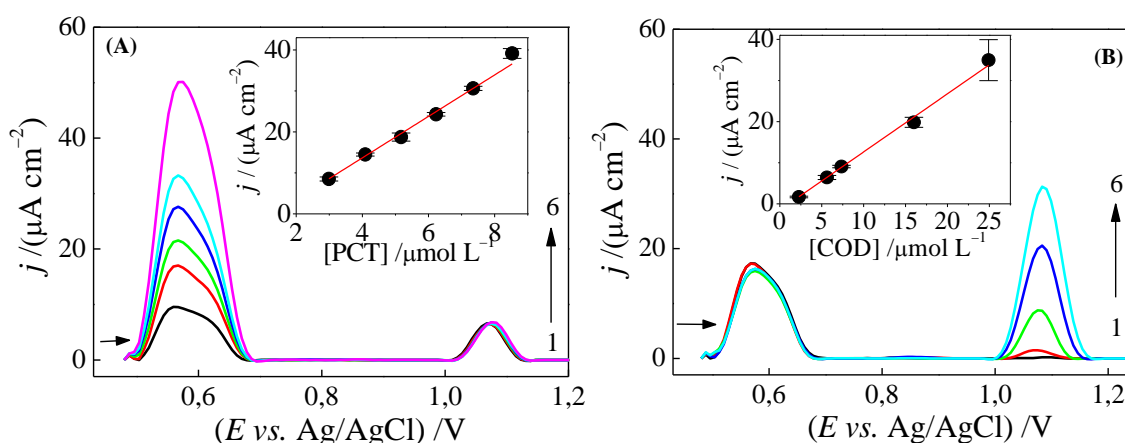 (A)
60
40
20
0
j /(μA cm⁻²)
0,6 0,8 1,0 1,2
(E vs. Ag/AgCl) /V
40
20
0
j / (μA cm⁻²)
2 4 6 8
[PCT] /μmol L⁻¹
6
1
(B)
60
40
20
0
j /(μA cm⁻²)
0,6 0,8 1,0
(E vs. Ag/AgCl) /V
40
20
0
j / (μA cm⁻²)
0 5 10 15 20 25
[COD] /μmol L⁻¹
6
1